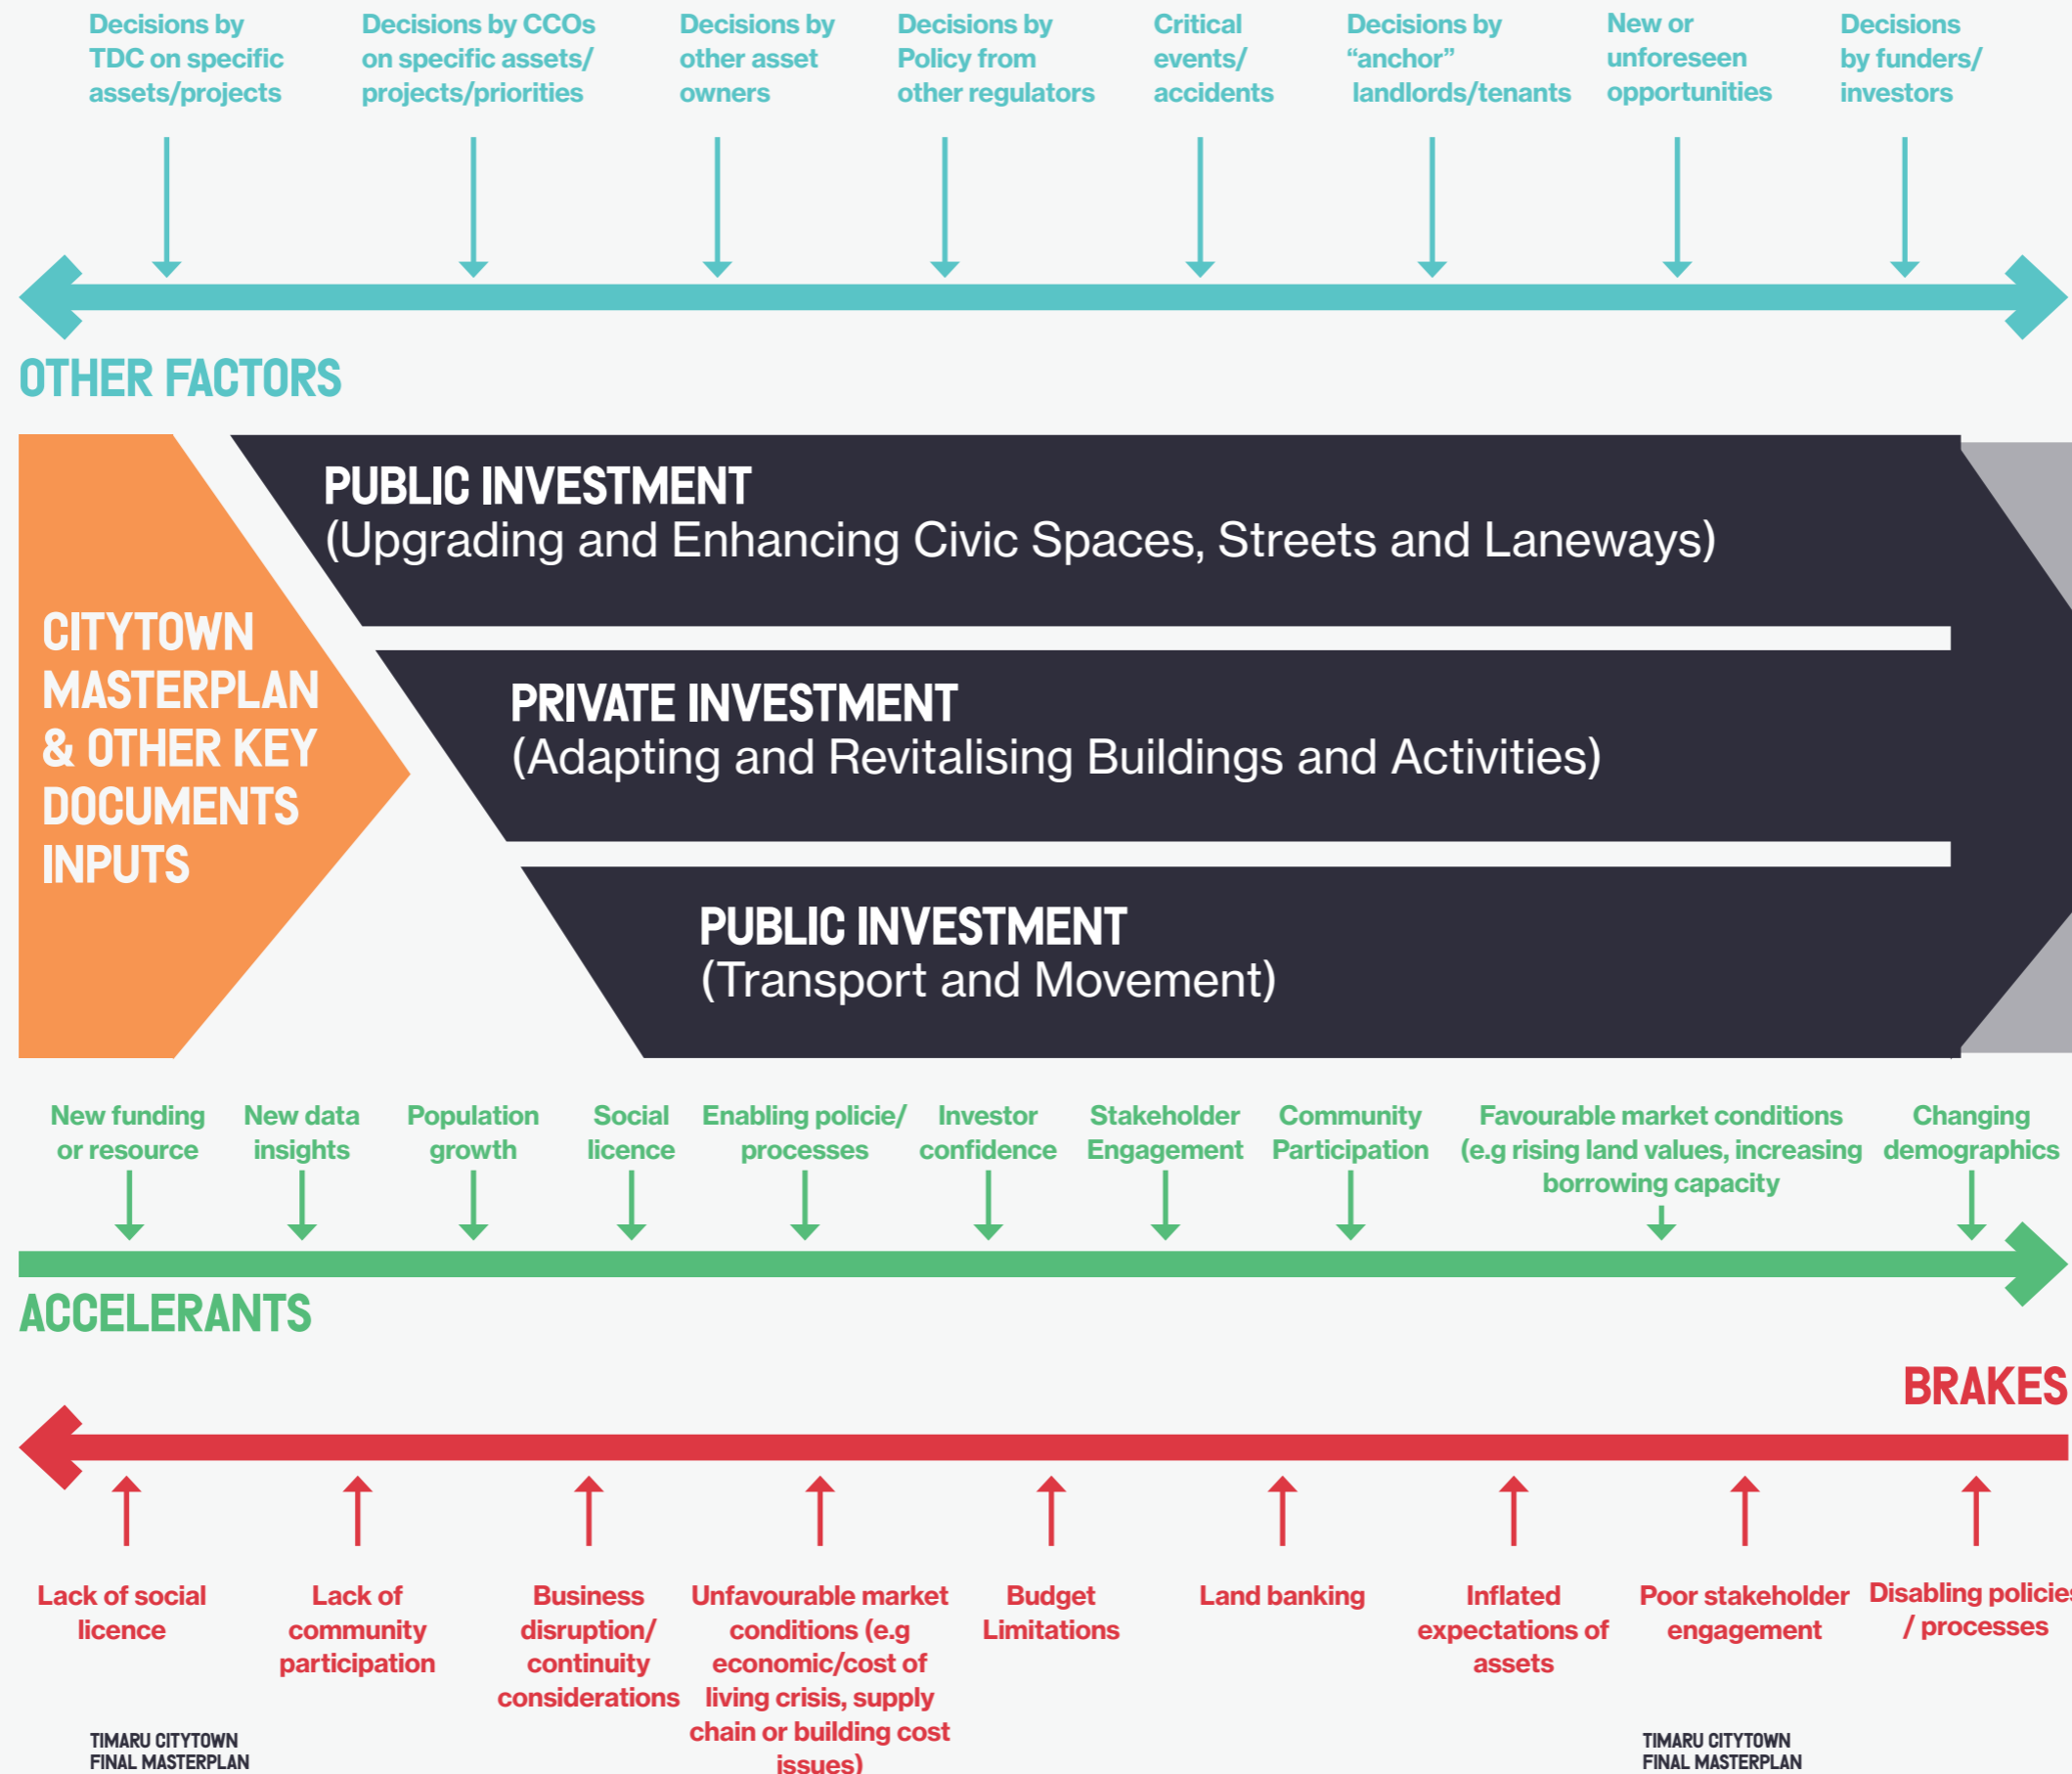 Decisions by
TDC on specific
assets/projects
Decisions by CCOs
on specific assets/
projects/priorities
Decisions by
other asset
owners
Decisions by
Policy from
other regulators
Critical
events/
accidents
Decisions by
“anchor”
landlords/tenants
New or
unforeseen
opportunities
Decisions
by funders/
investors
OTHER FACTORS
CITYTOWN
MASTERPLAN
& OTHER KEY
DOCUMENTS
INPUTS
PUBLIC INVESTMENT
(Upgrading and Enhancing Civic Spaces, Streets and Laneways)
PRIVATE INVESTMENT
(Adapting and Revitalising Buildings and Activities)
PUBLIC INVESTMENT
(Transport and Movement)
New funding
or resource
New data
insights
Population
growth
Social
licence
Enabling policie/
processes
Investor
confidence
Stakeholder
Engagement
Community
Participation
Favourable market conditions
(e.g rising land values, increasing
borrowing capacity
Changing
demographics
ACCELERANTS
BRAKES
Lack of social
licence
Lack of
community
participation
Business
disruption/
continuity
considerations
Unfavourable market
conditions (e.g
economic/cost of
living crisis, supply
chain or building cost
issues)
Budget
Limitations
Land banking
Inflated
expectations of
assets
Poor stakeholder
engagement
Disabling policies
/ processes
TIMARU CITYTOWN
FINAL MASTERPLAN
TIMARU CITYTOWN
FINAL MASTERPLAN